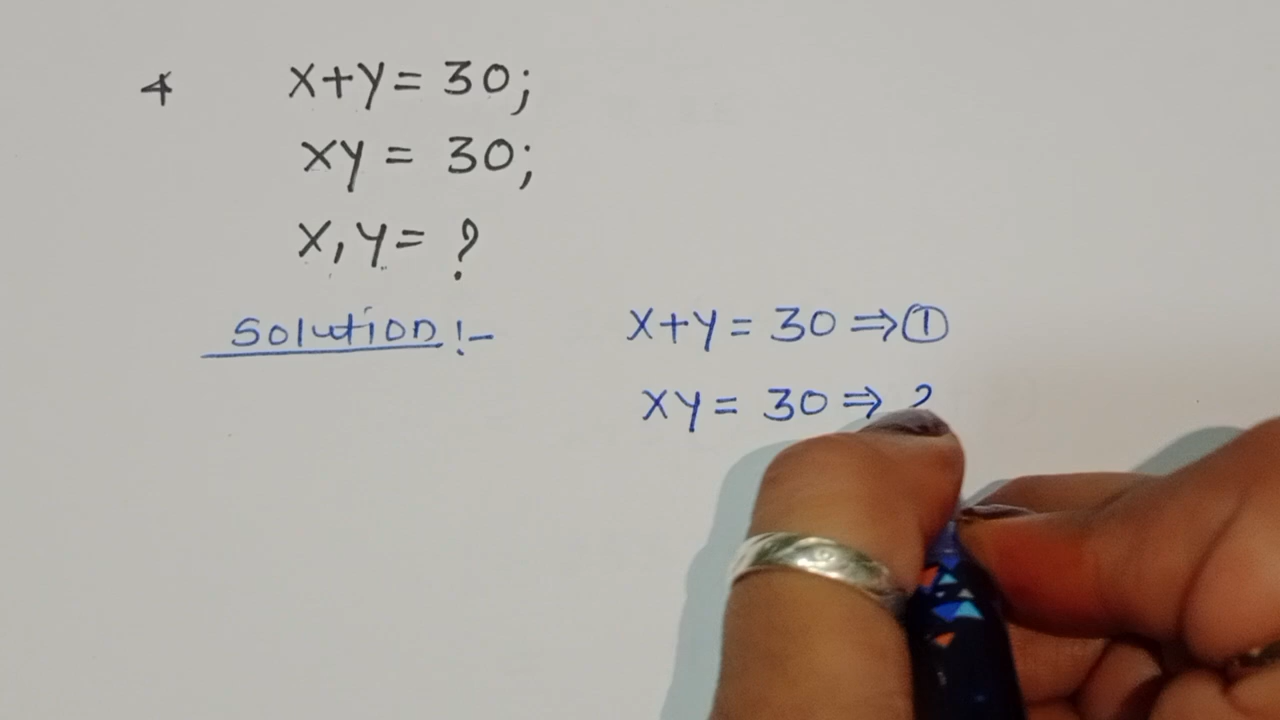 4 x+y= 30;
xy = 30;
x,y= ?
Solution!-
x+y= 30 ⇒①
xy= 30 ⇒